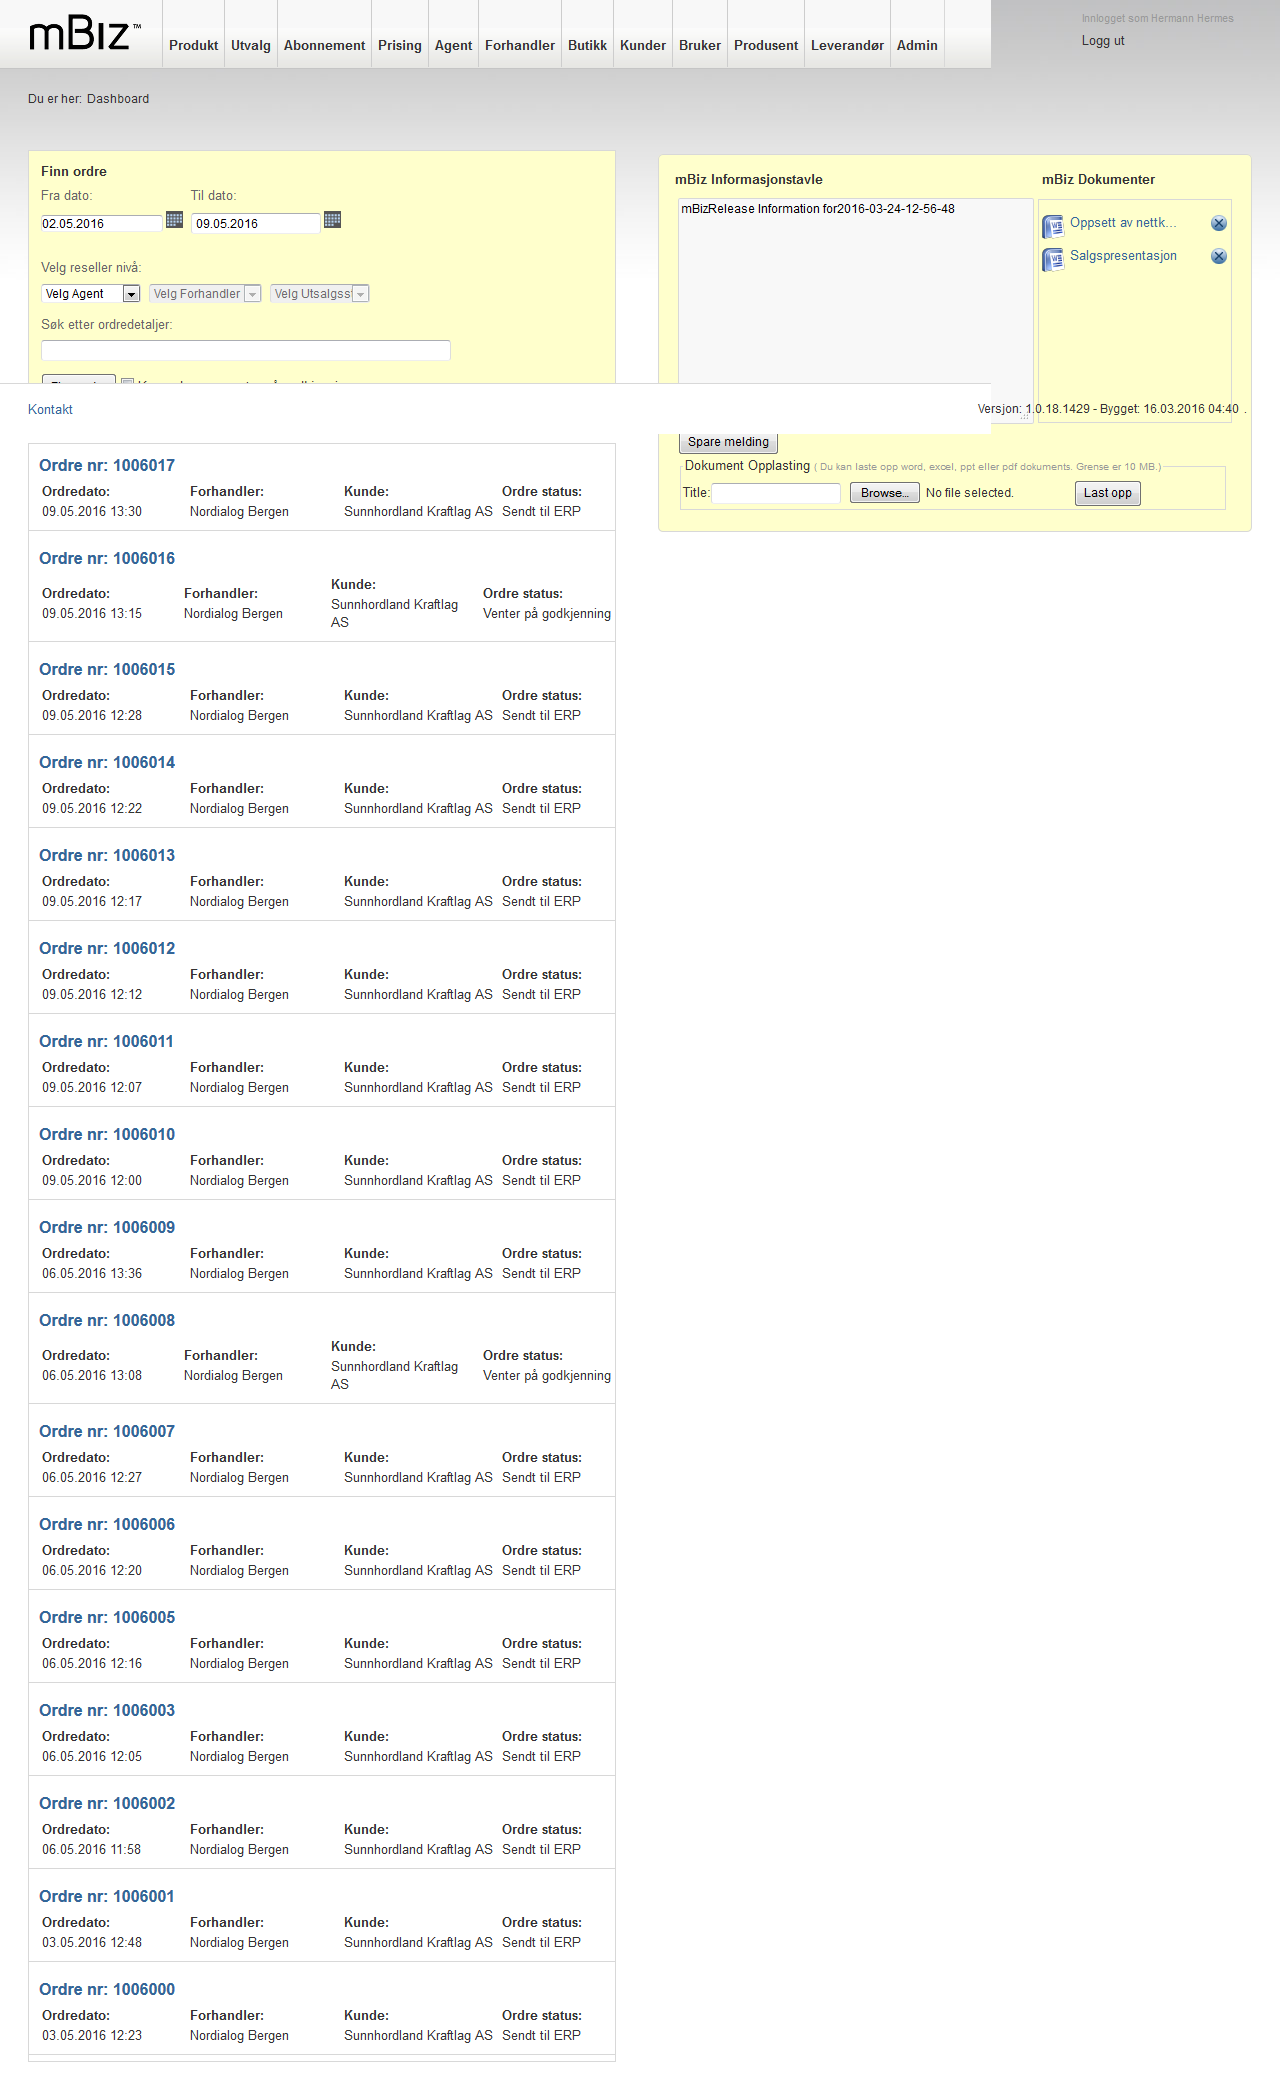 mBiz™
Produkt Utvalg Abonnement Prising Agent Forhandler Butikk Kunder Bruker Produsent Leverandør Admin
Innlogget som Hermann Hermes
Logg ut
Du er her: Dashboard
Finn ordre
Fra dato: Til dato:
02.05.2016 09.05.2016
Velg reseller nivå:
Velg Agent Velg Forhandler Velg Utsalgsst
Søk etter ordredetaljer:
mBiz Informasjonstavle
mBizRelease Information for2016-03-24-12-56-48
mBiz Dokumenter
Oppsett av nettk...
Salgspresentasjon
Kontakt
Versjon: 1.0.18.1429 - Bygget: 16.03.2016 04:40 .
Spare melding
Dokument Opplasting ( Du kan laste opp word, excel, ppt eller pdf dokuments. Grense er 10 MB.)
Title: Browse... No file selected. Last opp
Ordre nr: 1006017
Ordredato: Forhandler: Kunde: Ordre status:
09.05.2016 13:30 Nordialog Bergen Sunnhordland Kraftlag AS Sendt til ERP
Ordre nr: 1006016
Ordredato: Forhandler: Kunde: Ordre status:
09.05.2016 13:15 Nordialog Bergen Sunnhordland Kraftlag AS Venter på godkjenning
Ordre nr: 1006015
Ordredato: Forhandler: Kunde: Ordre status:
09.05.2016 12:28 Nordialog Bergen Sunnhordland Kraftlag AS Sendt til ERP
Ordre nr: 1006014
Ordredato: Forhandler: Kunde: Ordre status:
09.05.2016 12:22 Nordialog Bergen Sunnhordland Kraftlag AS Sendt til ERP
Ordre nr: 1006013
Ordredato: Forhandler: Kunde: Ordre status:
09.05.2016 12:17 Nordialog Bergen Sunnhordland Kraftlag AS Sendt til ERP
Ordre nr: 1006012
Ordredato: Forhandler: Kunde: Ordre status:
09.05.2016 12:12 Nordialog Bergen Sunnhordland Kraftlag AS Sendt til ERP
Ordre nr: 1006011
Ordredato: Forhandler: Kunde: Ordre status:
09.05.2016 12:07 Nordialog Bergen Sunnhordland Kraftlag AS Sendt til ERP
Ordre nr: 1006010
Ordredato: Forhandler: Kunde: Ordre status:
09.05.2016 12:00 Nordialog Bergen Sunnhordland Kraftlag AS Sendt til ERP
Ordre nr: 1006009
Ordredato: Forhandler: Kunde: Ordre status:
06.05.2016 13:36 Nordialog Bergen Sunnhordland Kraftlag AS Sendt til ERP
Ordre nr: 1006008
Ordredato: Forhandler: Kunde: Ordre status:
06.05.2016 13:08 Nordialog Bergen Sunnhordland Kraftlag AS Venter på godkjenning
Ordre nr: 1006007
Ordredato: Forhandler: Kunde: Ordre status:
06.05.2016 12:27 Nordialog Bergen Sunnhordland Kraftlag AS Sendt til ERP
Ordre nr: 1006006
Ordredato: Forhandler: Kunde: Ordre status:
06.05.2016 12:20 Nordialog Bergen Sunnhordland Kraftlag AS Sendt til ERP
Ordre nr: 1006005
Ordredato: Forhandler: Kunde: Ordre status:
06.05.2016 12:16 Nordialog Bergen Sunnhordland Kraftlag AS Sendt til ERP
Ordre nr: 1006003
Ordredato: Forhandler: Kunde: Ordre status:
06.05.2016 12:05 Nordialog Bergen Sunnhordland Kraftlag AS Sendt til ERP
Ordre nr: 1006002
Ordredato: Forhandler: Kunde: Ordre status:
06.05.2016 11:58 Nordialog Bergen Sunnhordland Kraftlag AS Sendt til ERP
Ordre nr: 1006001
Ordredato: Forhandler: Kunde: Ordre status:
03.05.2016 12:48 Nordialog Bergen Sunnhordland Kraftlag AS Sendt til ERP
Ordre nr: 1006000
Ordredato: Forhandler: Kunde: Ordre status:
03.05.2016 12:23 Nordialog Bergen Sunnhordland Kraftlag AS Sendt til ERP